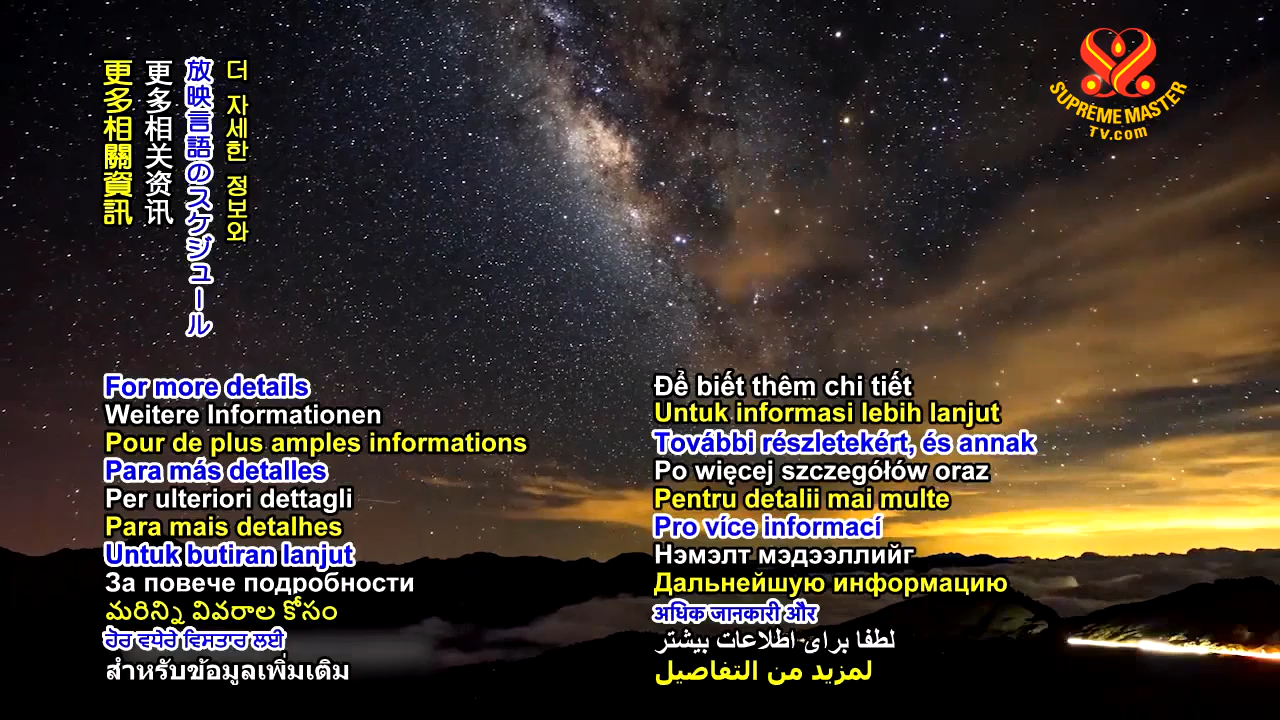 更多相關資訊
更多相关资讯
放映言語のスケジュール
더 자세한 정보와
SUPREME MASTER
TV.com
For more details
Weitere Informationen
Pour de plus amples informations
Para más detalles
Per ulteriori dettagli
Para mais detalhes
Untuk butiran lanjut
За повече подробности
మరిన్ని వివరాల కోసం
ਹੋਰ ਵਧੇਰੇ ਵਿਸਤਾਰ ਲਈ
สำหรับข้อมูลเพิ่มเติม
Để biết thêm chi tiết
Untuk informasi lebih lanjut
További részletekért, és annak
Po więcej szczegółów oraz
Pentru detalii mai multe
Pro více informací
Нэмэлт мэдээллийг
Дальнейшую информацию
अधिक जानकारी और
لطفا برای اطلاعات بیشتر
لمزيد من التفاصيل